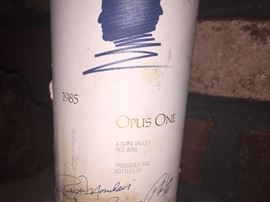 1985
OPUS ONE
A NAPA VALLEY
RED WINE
PRODUCED AND
BOTTLED BY